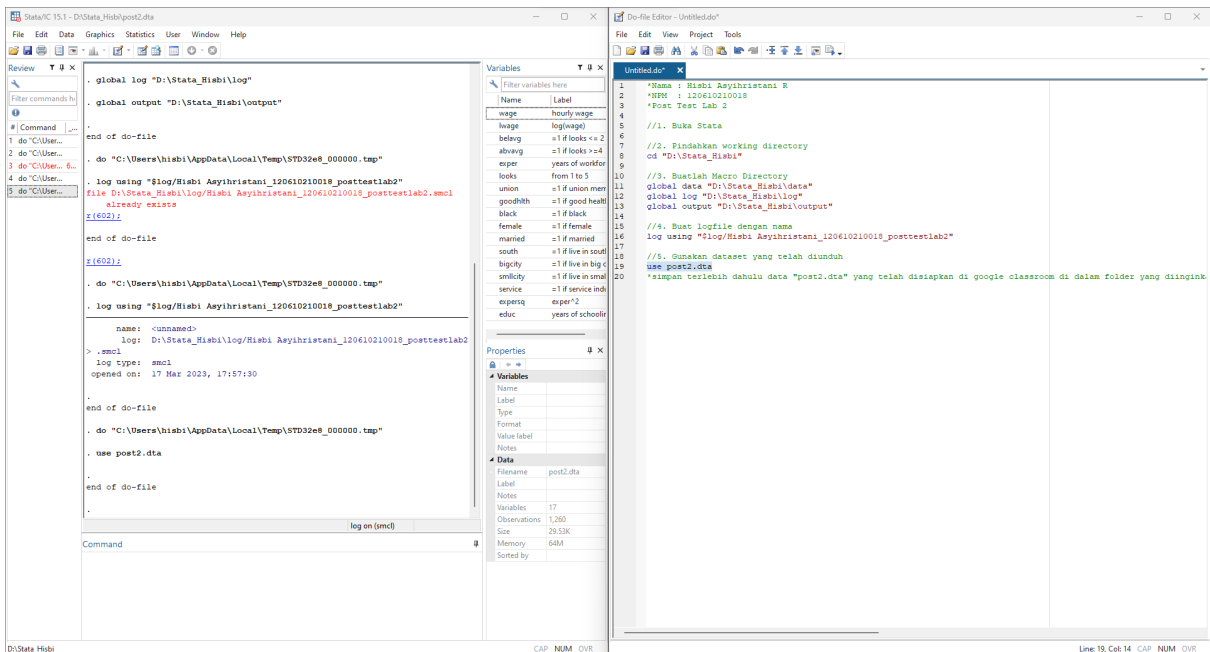 Stata/IC 15.1 - D:\Stata_Hisbi\post2.dta
File Edit Data Graphics Statistics User Window Help
Review
Filter commands he
# Command _...
1 do "C:\User...
2 do "C:\User...
3 do "C:\User... 6...
4 do "C:\User...
5 do "C:\User...
. global log "D:\Stata_Hisbi\log"
. global output "D:\Stata_Hisbi\output"
.
end of do-file
. do "C:\Users\hisbi\AppData\Local\Temp\STD32e8_000000.tmp"
. log using "$log/Hisbi Asyihristani_120610210018_posttestlab2"
file D:\Stata_Hisbi\log/Hisbi Asyihristani_120610210018_posttestlab2.smcl
already exists
r(602);
end of do-file
r(602);
. do "C:\Users\hisbi\AppData\Local\Temp\STD32e8_000000.tmp"
. log using "$log/Hisbi Asyihristani_120610210018_posttestlab2"
name: <unnamed>
log: D:\Stata_Hisbi\log/Hisbi Asyihristani_120610210018_posttestlab2
> .smcl
log type: smcl
opened on: 17 Mar 2023, 17:57:30
.
end of do-file
. do "C:\Users\hisbi\AppData\Local\Temp\STD32e8_000000.tmp"
. use post2.dta
.
end of do-file
.
log on (smcl)
Command
Variables
Filter variables here
Name Label
wage hourly wage
lwage log(wage)
belavg =1 if looks <= 2
abvavg =1 if looks >=4
exper years of workfor
looks from 1 to 5
union =1 if union mem
goodhlth =1 if good healt
black =1 if black
female =1 if female
married =1 if married
south =1 if live in south
bigcity =1 if live in big c
smllcity =1 if live in smal
service =1 if service indu
expersq exper^2
educ years of schoolin
Properties
Variables
Name
Label
Type
Format
Value label
Notes
Data
Filename post2.dta
Label
Notes
Variables 17
Observations 1,260
Size 29.53K
Memory 64M
Sorted by
D:\Stata_Hisbi
CAP NUM OVR
Do-file Editor - Untitled.do*
File Edit View Project Tools
Untitled.do*
1 *Nama : Hisbi Asyihristani R
2 *NPM : 120610210018
3 *Post Test Lab 2
4
5 //1. Buka Stata
6
7 //2. Pindahkan working directory
8 cd "D:\Stata_Hisbi"
9
10 //3. Buatlah Macro Directory
11 global data "D:\Stata_Hisbi\data"
12 global log "D:\Stata_Hisbi\log"
13 global output "D:\Stata_Hisbi\output"
14
15 //4. Buat logfile dengan nama
16 log using "$log/Hisbi Asyihristani_120610210018_posttestlab2"
17
18 //5. Gunakan dataset yang telah diunduh
19 use post2.dta
20 *simpan terlebih dahulu data "post2.dta" yang telah disiapkan di google classroom di dalam folder yang diingink
Line: 19, Col: 14 CAP NUM OVR